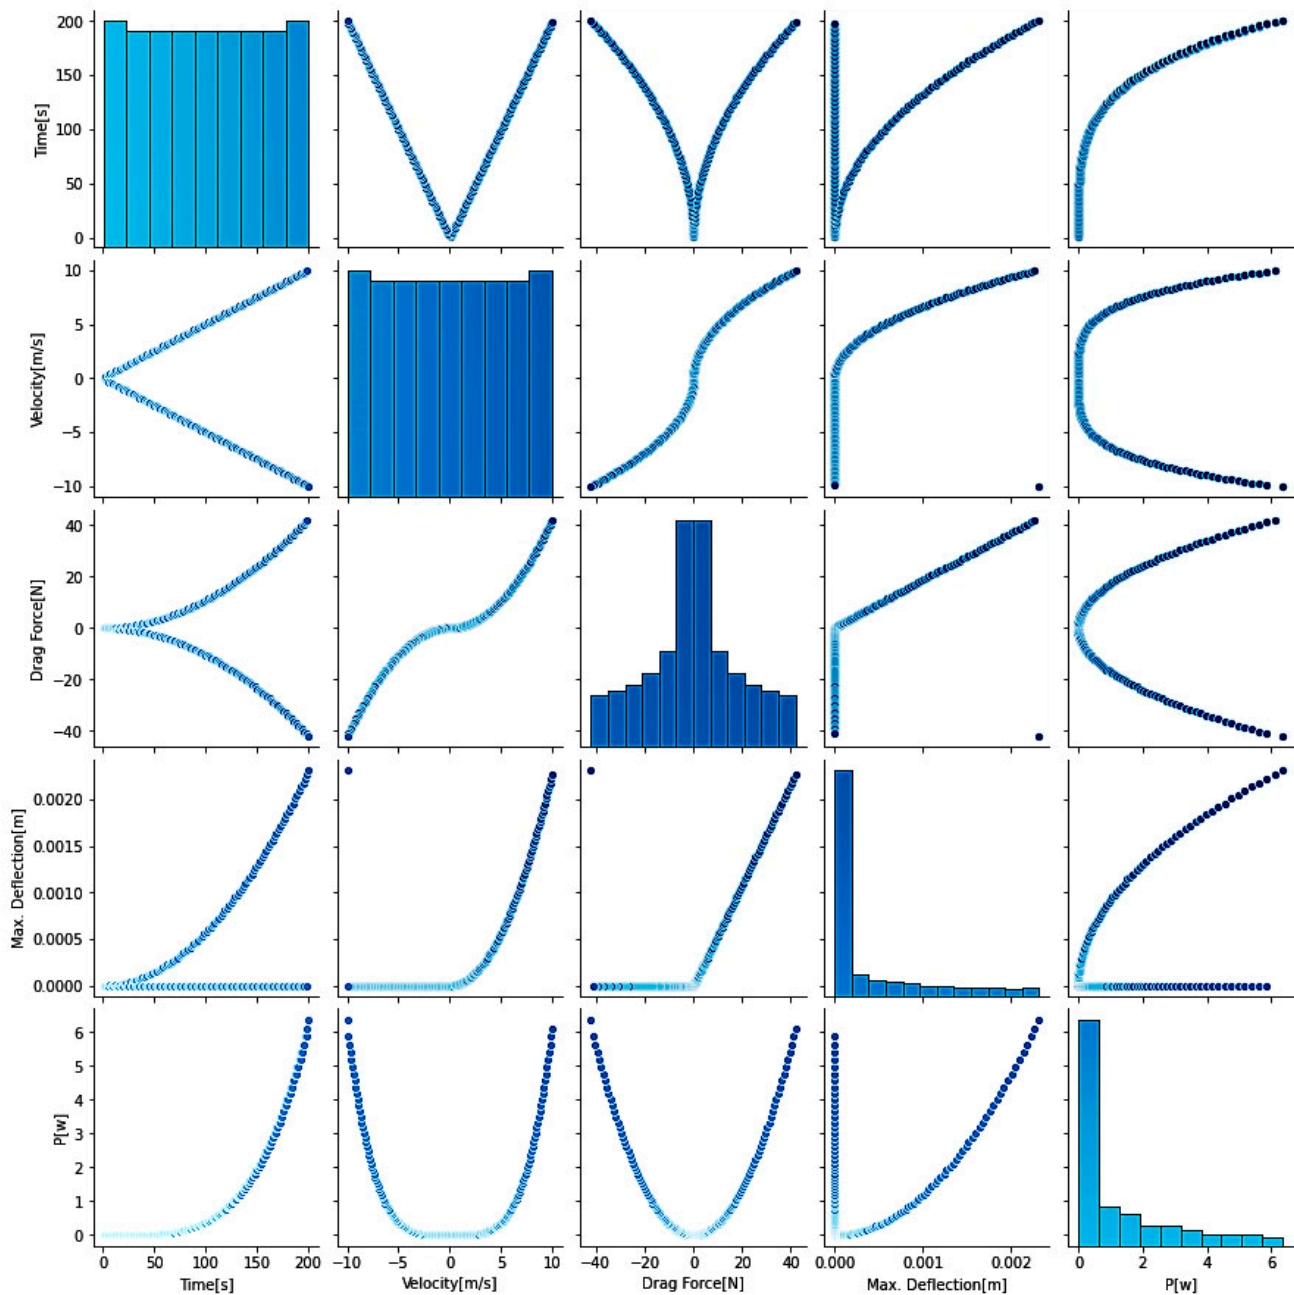 200
150
100
50
0
Time[s]
10
5
0
−5
−10
Velocity[m/s]
40
20
0
−20
−40
Drag Force[N]
0.0020
0.0015
0.0010
0.0005
0.0000
Max. Deflection[m]
6
5
4
3
2
1
0
P[w]
0 50 100 150 200
−10 −5 0 5 10
−40 −20 0 20 40
0.000 0.001 0.002
0 2 4 6
Time[s]
Velocity[m/s]
Drag Force[N]
Max. Deflection[m]
P[w]